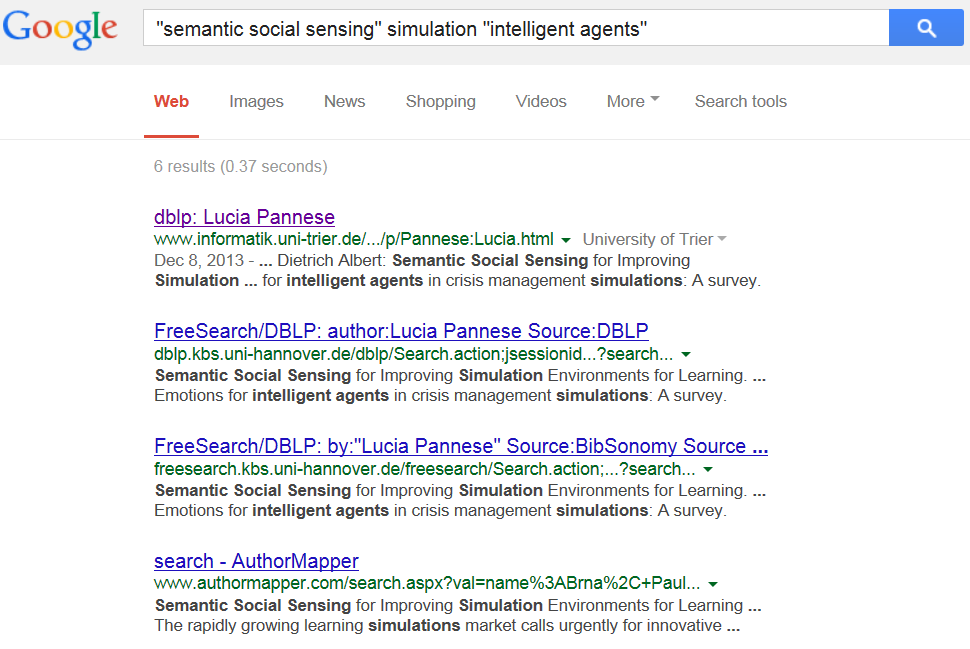 Google
"semantic social sensing" simulation "intelligent agents"
Web Images News Shopping Videos More Search tools
6 results (0.37 seconds)
dblp: Lucia Pannese
www.informatik.uni-trier.de/.../p/Pannese:Lucia.html University of Trier
Dec 8, 2013 - ... Dietrich Albert: Semantic Social Sensing for Improving
Simulation ... for intelligent agents in crisis management simulations: A survey.
FreeSearch/DBLP: author:Lucia Pannese Source:DBLP
dblp.kbs.uni-hannover.de/dblp/Search.action;jsessionid...?search...
Semantic Social Sensing for Improving Simulation Environments for Learning. ...
Emotions for intelligent agents in crisis management simulations: A survey.
FreeSearch/DBLP: by:"Lucia Pannese" Source:BibSonomy Source ...
freesearch.kbs.uni-hannover.de/freesearch/Search.action;...?search...
Semantic Social Sensing for Improving Simulation Environments for Learning. ...
Emotions for intelligent agents in crisis management simulations: A survey.
search - AuthorMapper
www.authormapper.com/search.aspx?val=name%3ABrna%2C+Paul...
Semantic Social Sensing for Improving Simulation Environments for Learning ...
The rapidly growing learning simulations market calls urgently for innovative ...